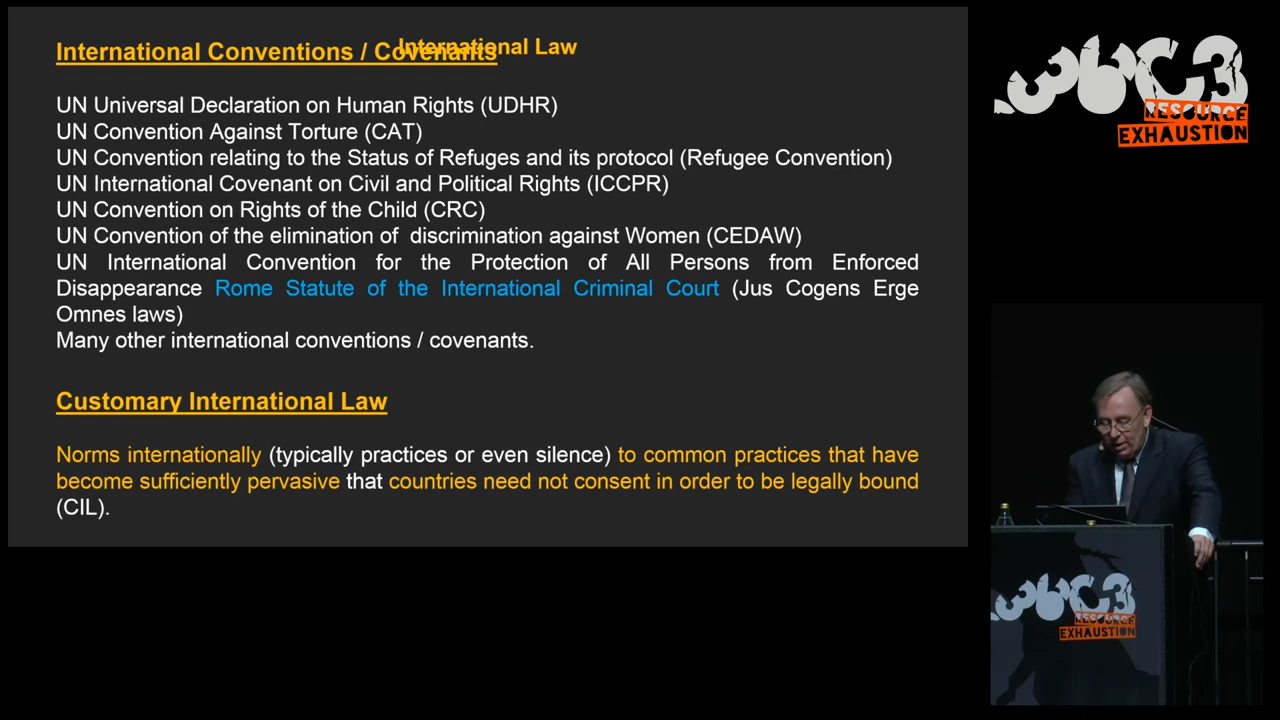 International Conventions / Covenants
International Law
UN Universal Declaration on Human Rights (UDHR)
UN Convention Against Torture (CAT)
UN Convention relating to the Status of Refuges and its protocol (Refugee Convention)
UN International Covenant on Civil and Political Rights (ICCPR)
UN Convention on Rights of the Child (CRC)
UN Convention of the elimination of discrimination against Women (CEDAW)
UN International Convention for the Protection of All Persons from Enforced
Disappearance Rome Statute of the International Criminal Court (Jus Cogens Erge
Omnes laws)
Many other international conventions / covenants.
Customary International Law
Norms internationally (typically practices or even silence) to common practices that have
become sufficiently pervasive that countries need not consent in order to be legally bound
(CIL).
36C3
RESOURCE
EXHAUSTION
36C3
RESOURCE
EXHAUSTION